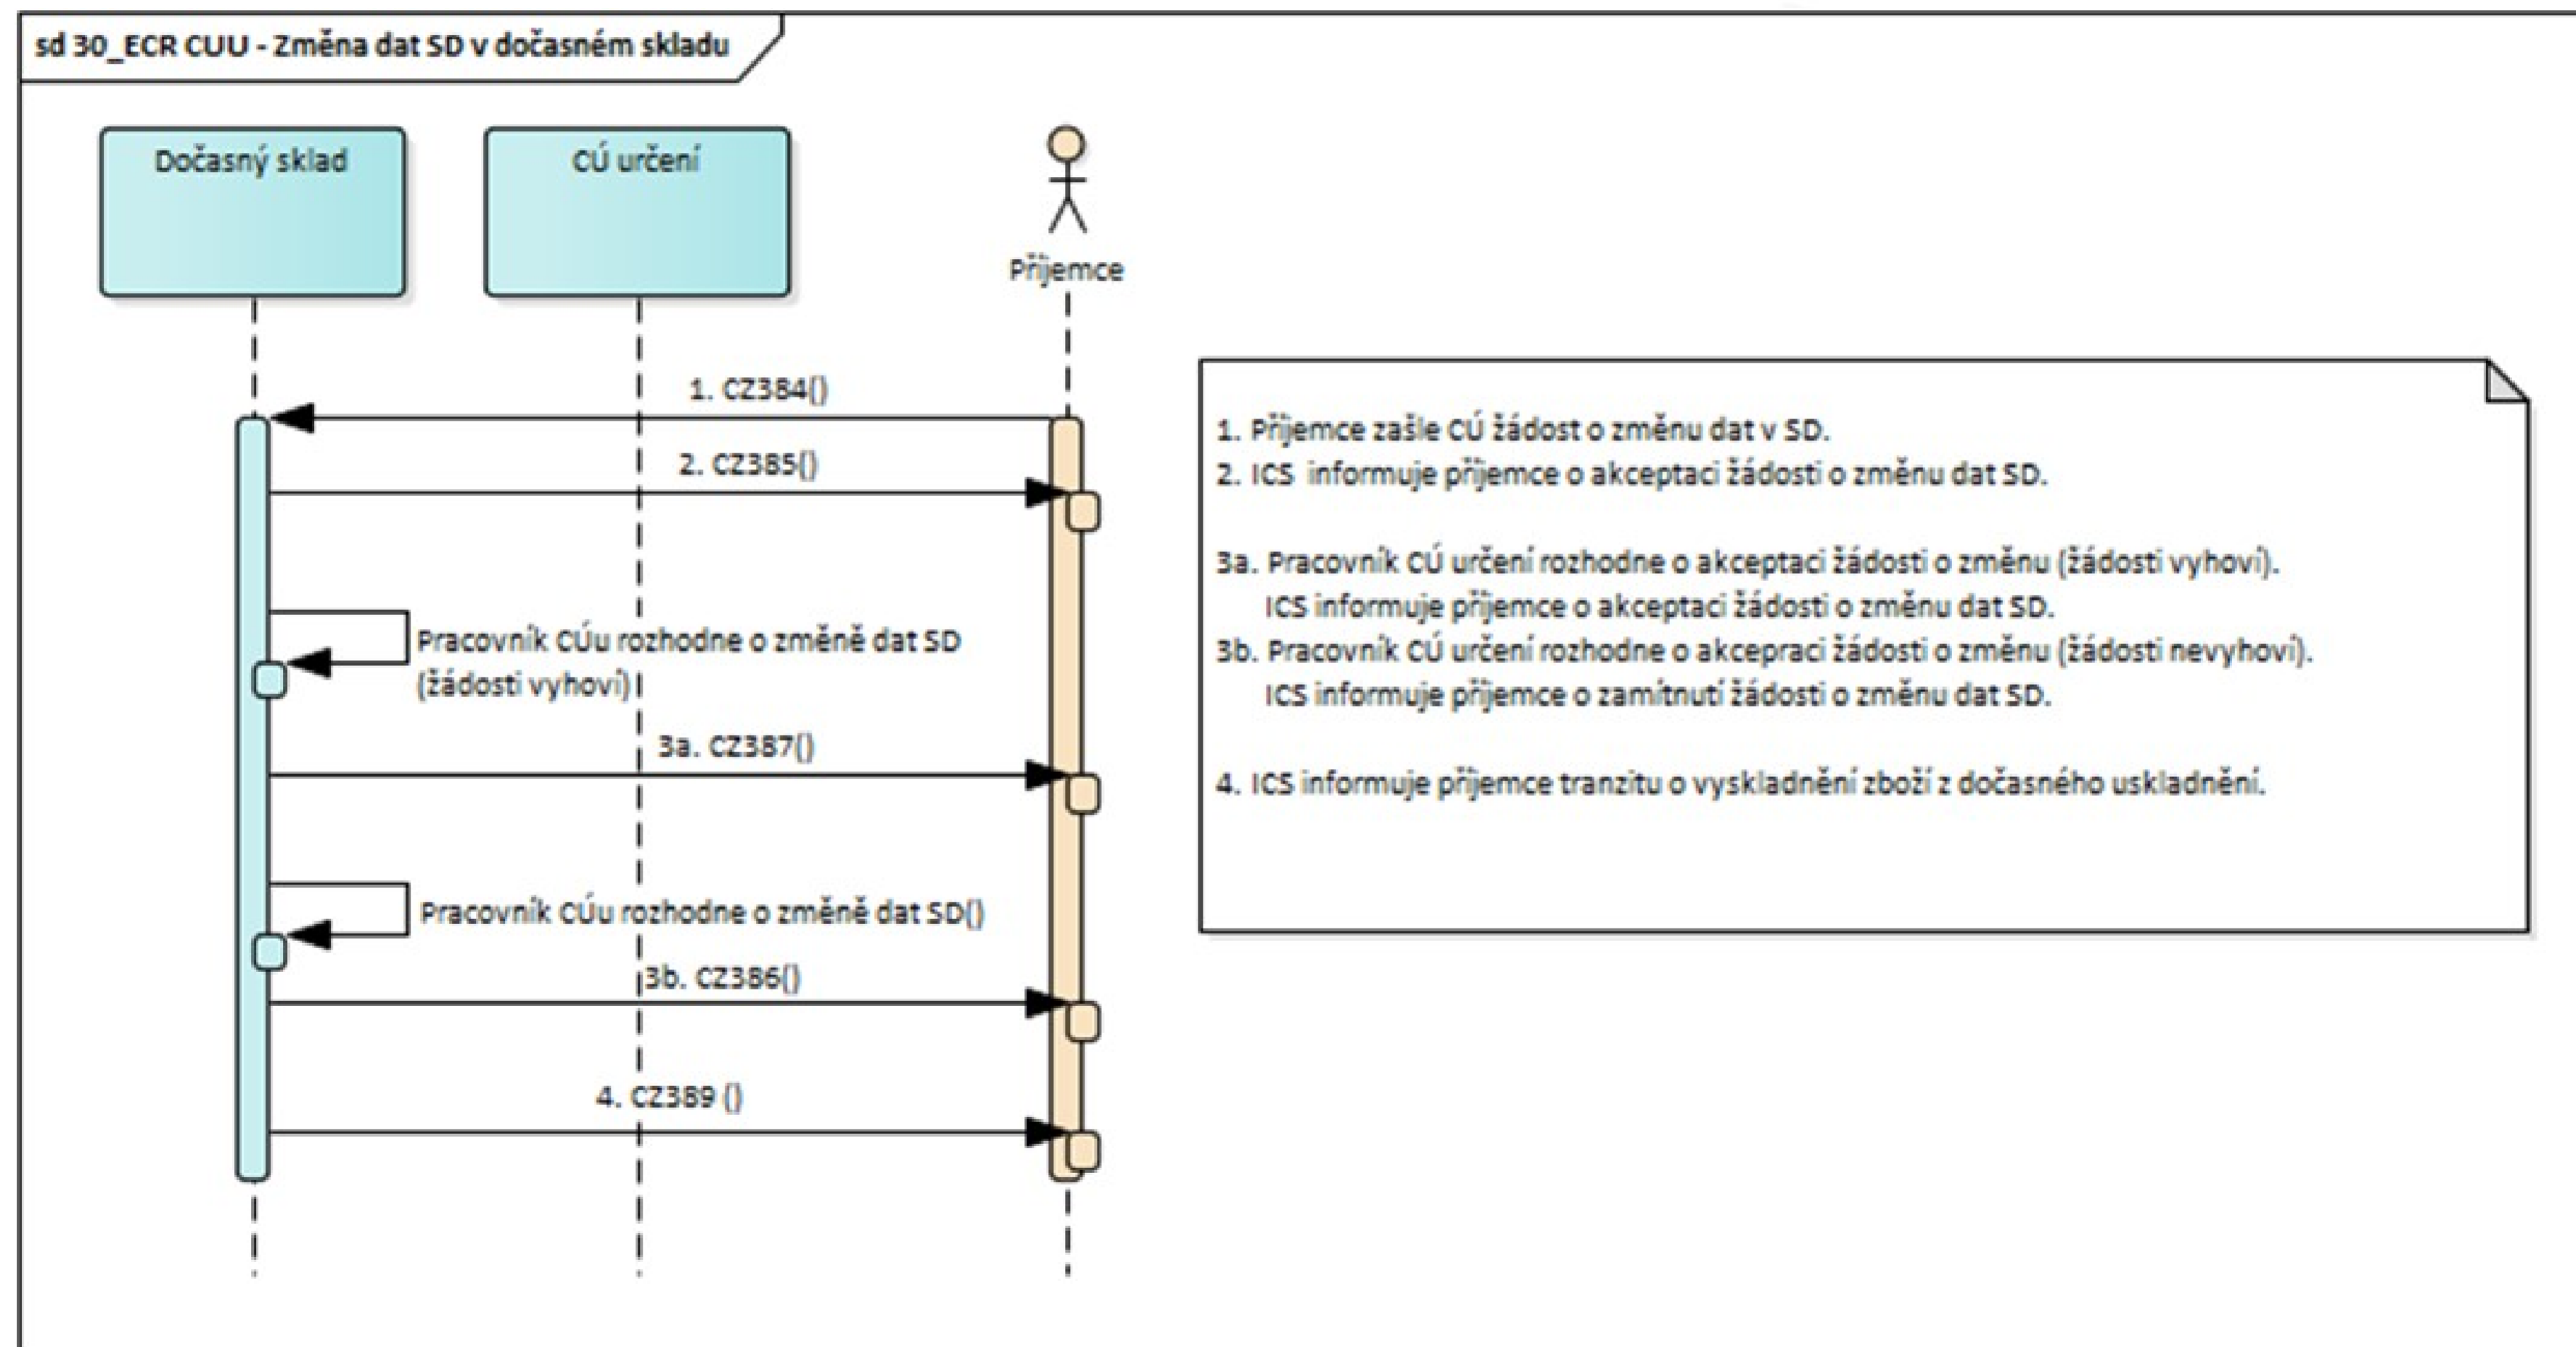 sd 30_ECR CUU - Změna dat SD v dočasném skladu
Dočasný sklad
CÚ určení
Příjemce
1. CZ384()
2. CZ385()
Pracovník CÚu rozhodne o změně dat SD
(žádosti vyhoví)
3a. CZ387()
Pracovník CÚu rozhodne o změně dat SD()
3b. CZ386()
4. CZ389 ()
1. Příjemce zašle CÚ žádost o změnu dat v SD.
2. ICS  informuje příjemce o akceptaci žádosti o změnu dat SD.
3a. Pracovník CÚ určení rozhodne o akceptaci žádosti o změnu (žádosti vyhoví).
ICS informuje příjemce o akceptaci žádosti o změnu dat SD.
3b. Pracovník CÚ určení rozhodne o akcepraci žádosti o změnu (žádosti nevyhoví).
ICS informuje příjemce o zamítnutí žádosti o změnu dat SD.
4. ICS informuje příjemce tranzitu o vyskladnění zboží z dočasného uskladnění.